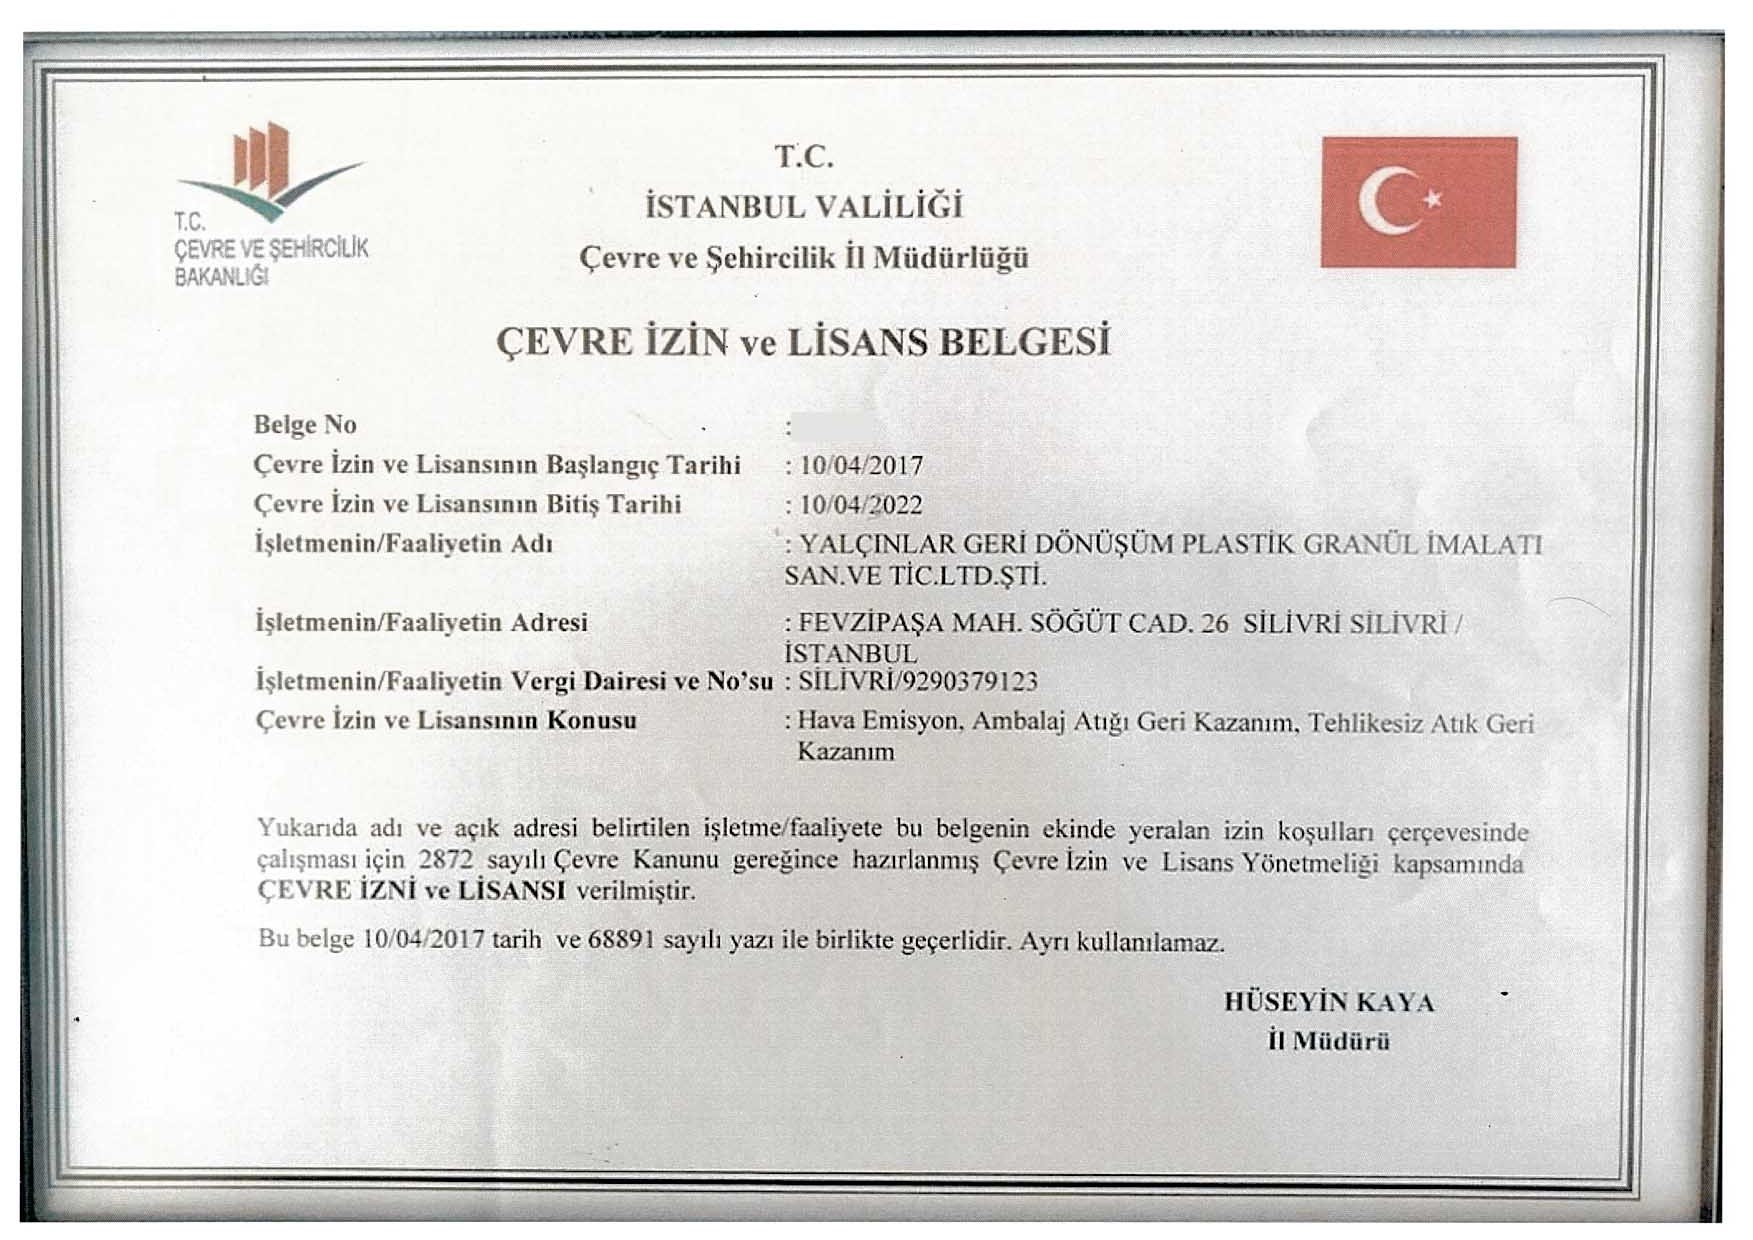 T.C.
ÇEVRE VE ŞEHİRCİLİK
BAKANLIĞI
T.C.
İSTANBUL VALİLİĞİ
Çevre ve Şehircilik İl Müdürlüğü
ÇEVRE İZİN ve LİSANS BELGESİ
Belge No :
Çevre İzin ve Lisansının Başlangıç Tarihi : 10/04/2017
Çevre İzin ve Lisansının Bitiş Tarihi : 10/04/2022
İşletmenin/Faaliyetin Adı : YALÇINLAR GERİ DÖNÜŞÜM PLASTİK GRANÜL İMALATI
SAN.VE TİC.LTD.ŞTİ.
İşletmenin/Faaliyetin Adresi : FEVZİPAŞA MAH. SÖĞÜT CAD. 26 SİLİVRİ SİLİVRİ /
İSTANBUL
İşletmenin/Faaliyetin Vergi Dairesi ve No'su : SİLİVRİ/9290379123
Çevre İzin ve Lisansının Konusu : Hava Emisyon, Ambalaj Atığı Geri Kazanım, Tehlikesiz Atık Geri
Kazanım
Yukarıda adı ve açık adresi belirtilen işletme/faaliyete bu belgenin ekinde yeralan izin koşulları çerçevesinde
çalışması için 2872 sayılı Çevre Kanunu gereğince hazırlanmış Çevre İzin ve Lisans Yönetmeliği kapsamında
ÇEVRE İZNİ ve LİSANSI verilmiştir.
Bu belge 10/04/2017 tarih ve 68891 sayılı yazı ile birlikte geçerlidir. Ayrı kullanılamaz.
HÜSEYİN KAYA
İl Müdürü